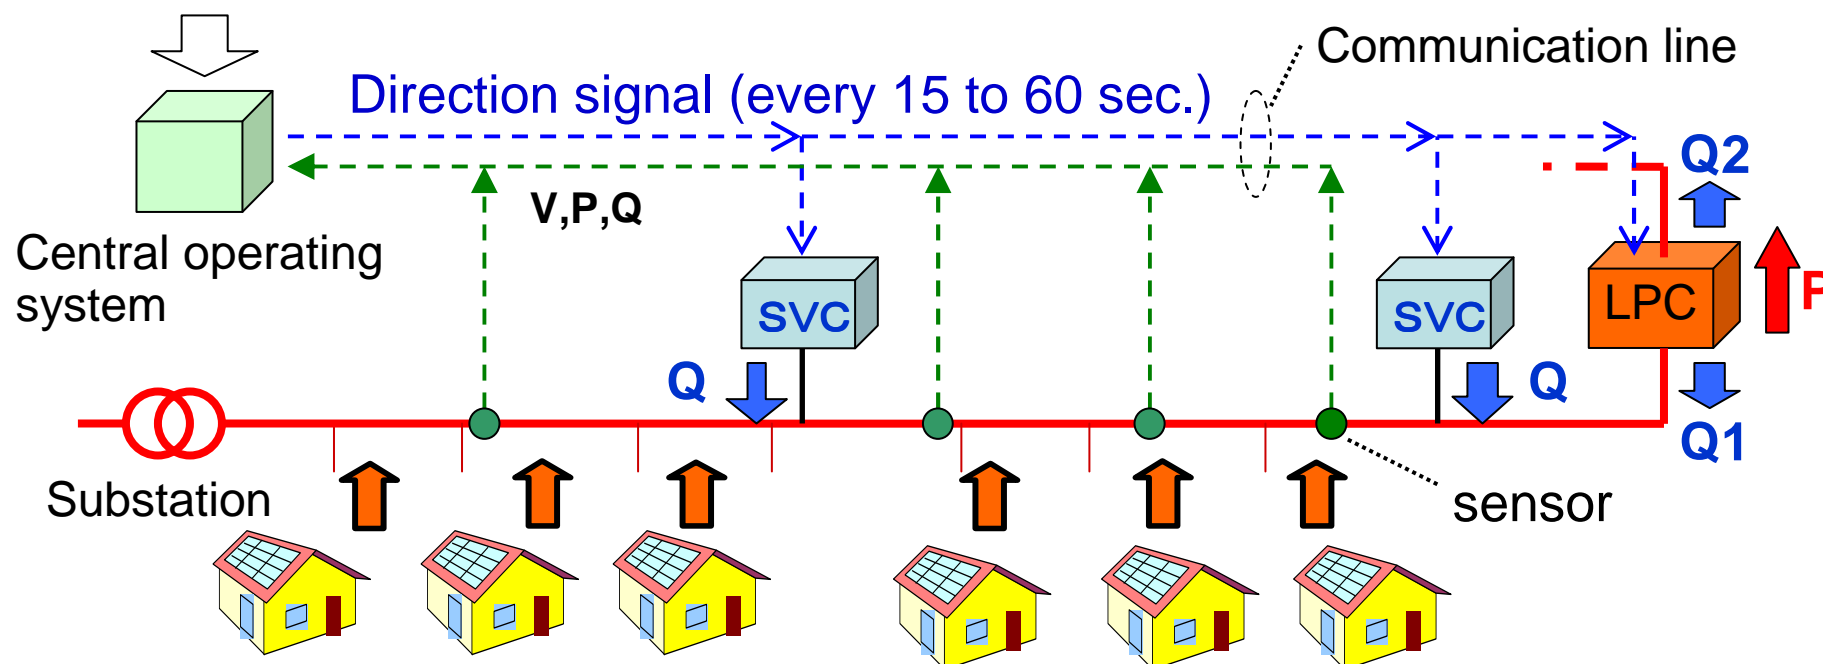 Communication line
Direction signal (every 15 to 60 sec.)
Q2
V,P,Q
Central operating
system
SVC
SVC
LPC
P
Q
Q
Q1
Substation
sensor